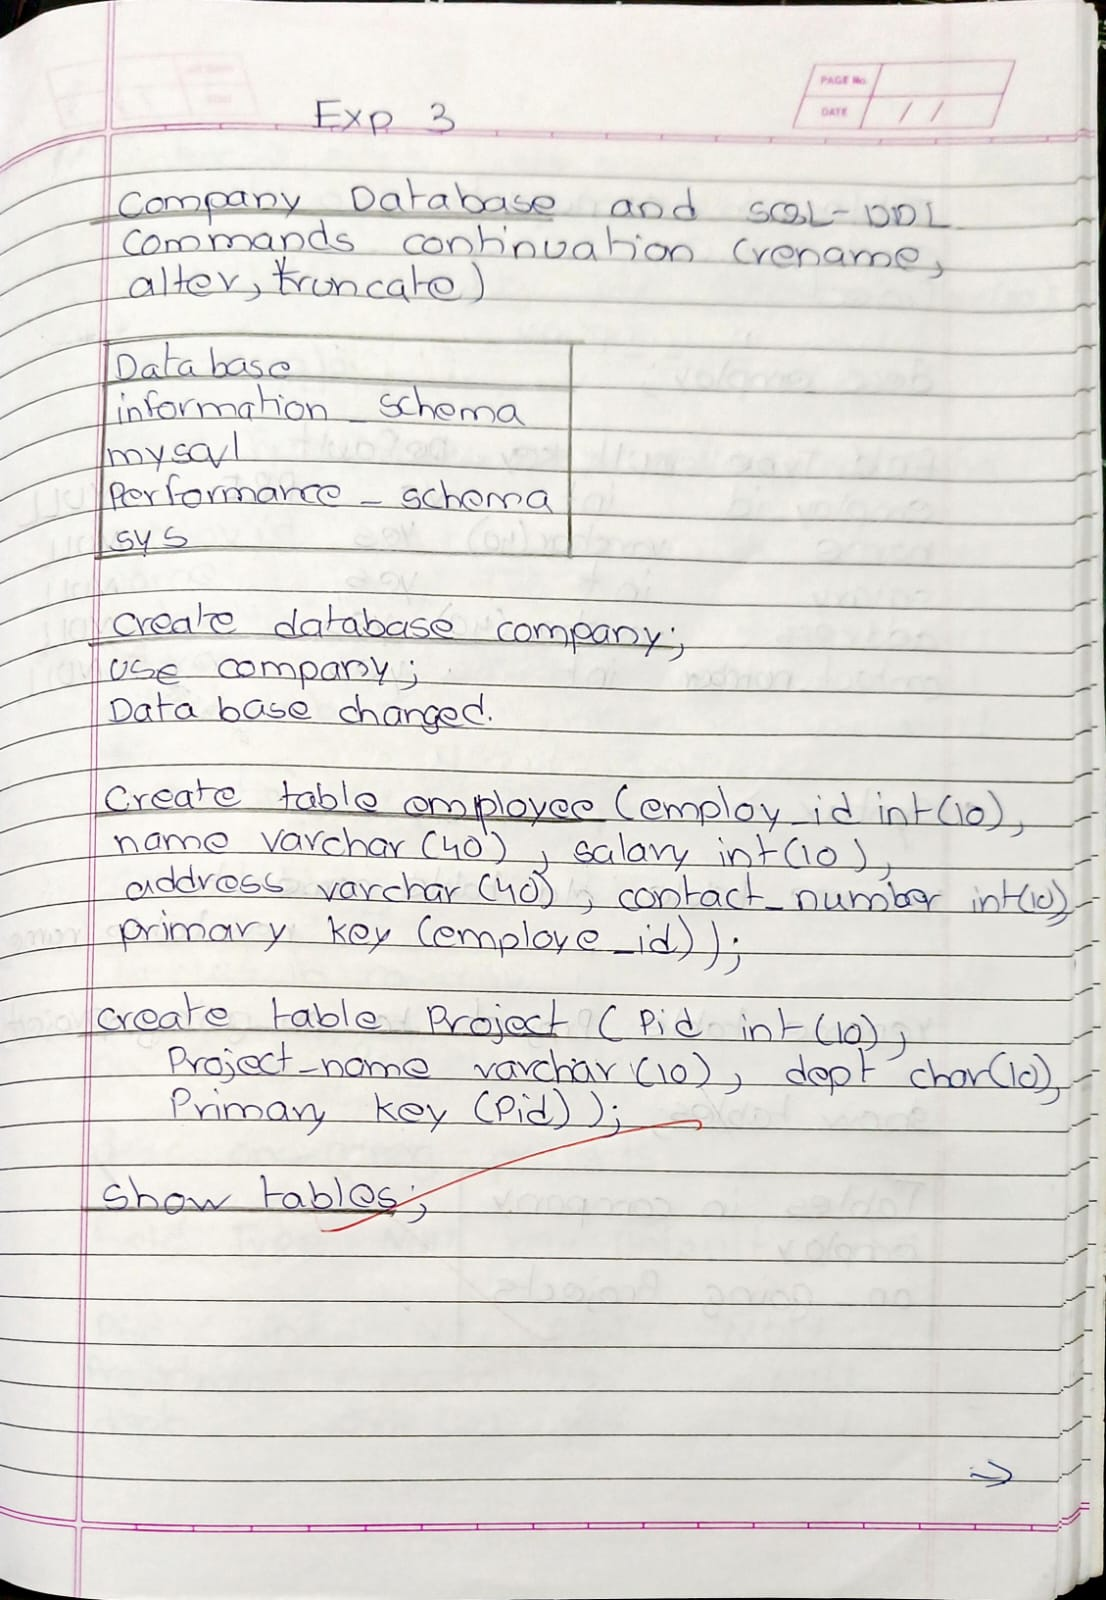 PAGE No.
DATE / /
Exp 3
Company Database and SQL-DDL
Commands continuation (rename,
alter, truncate)
Database
information_schema
mysql
Performance_schema
sys
create database company;
use company;
Data base changed.
Create table employee (employ_id int(10),
name varchar(40), salary int(10),
address varchar(40), contact_number int(10),
primary key (employe_id));
create table Project (Pid int(10),
Project_name varchar(10), dept char(10),
Primary key (Pid));
show tables;
⇒